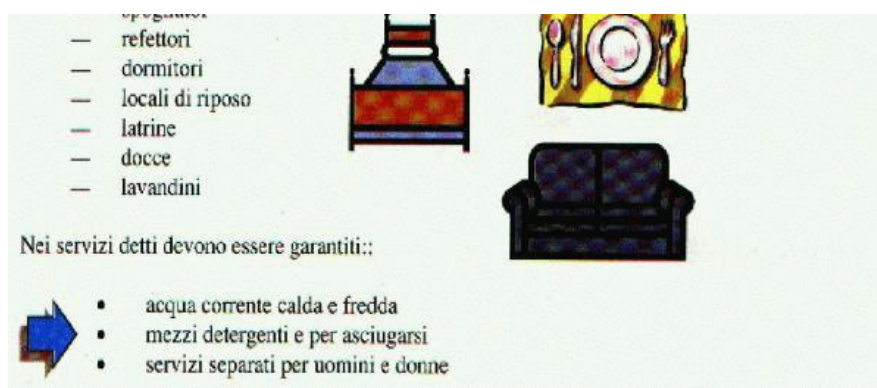 — refettori
— dormitori
— locali di riposo
— latrine
— docce
— lavandini
Nei servizi detti devono essere garantiti::
• acqua corrente calda e fredda
• mezzi detergenti e per asciugarsi
• servizi separati per uomini e donne